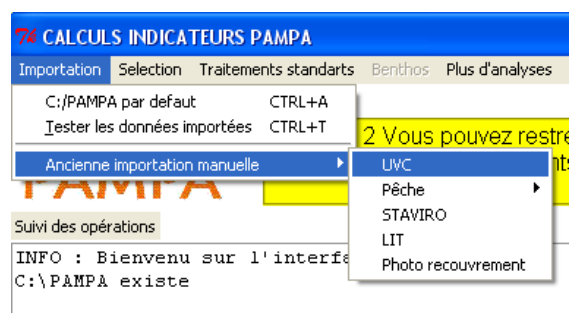 CALCULS INDICATEURS PAMPA
Importation Selection Traitements standarts Benthos Plus d'analyses
C:/PAMPA par defaut CTRL+A
Tester les données importées CTRL+T
2 Vous pouvez restre
Ancienne importation manuelle
UVC
Pêche
STAVIRO
LIT
Photo recouvrement
PAMPA
Suivi des opérations
INFO : Bienvenu sur l'interfa
C:\PAMPA existe